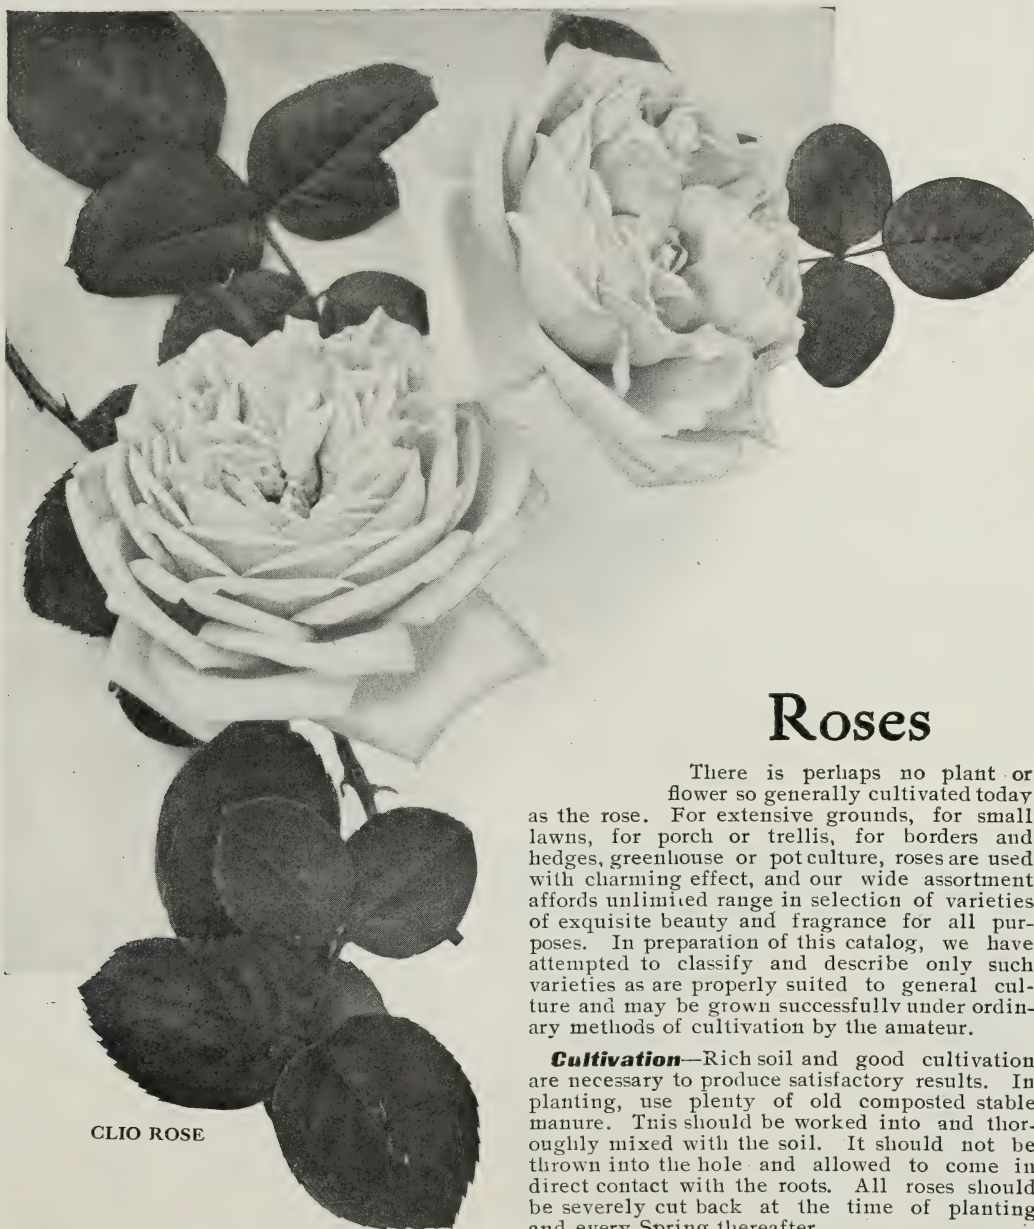 Roses
There is perhaps no plant or
flower so generally cultivated today
as the rose. For extensive grounds, for small
lawns, for porch or trellis, for borders and
hedges, greenhouse or pot culture, roses are used
with charming effect, and our wide assortment
affords unlimited range in selection of varieties
of exquisite beauty and fragrance for all pur-
poses. In preparation of this catalog, we have
attempted to classify and describe only such
varieties as are properly suited to general cul-
ture and may be grown successfully under ordin-
ary methods of cultivation by the amateur.
Cultivation—Rich soil and good cultivation
are necessary to produce satisfactory results. In
planting, use plenty of old composted stable
manure. This should be worked into and thor-
oughly mixed with the soil. It should not be
thrown into the hole and allowed to come in
direct contact with the roots. All roses should
be severely cut back at the time of planting
and every Spring thereafter
CLIO ROSE